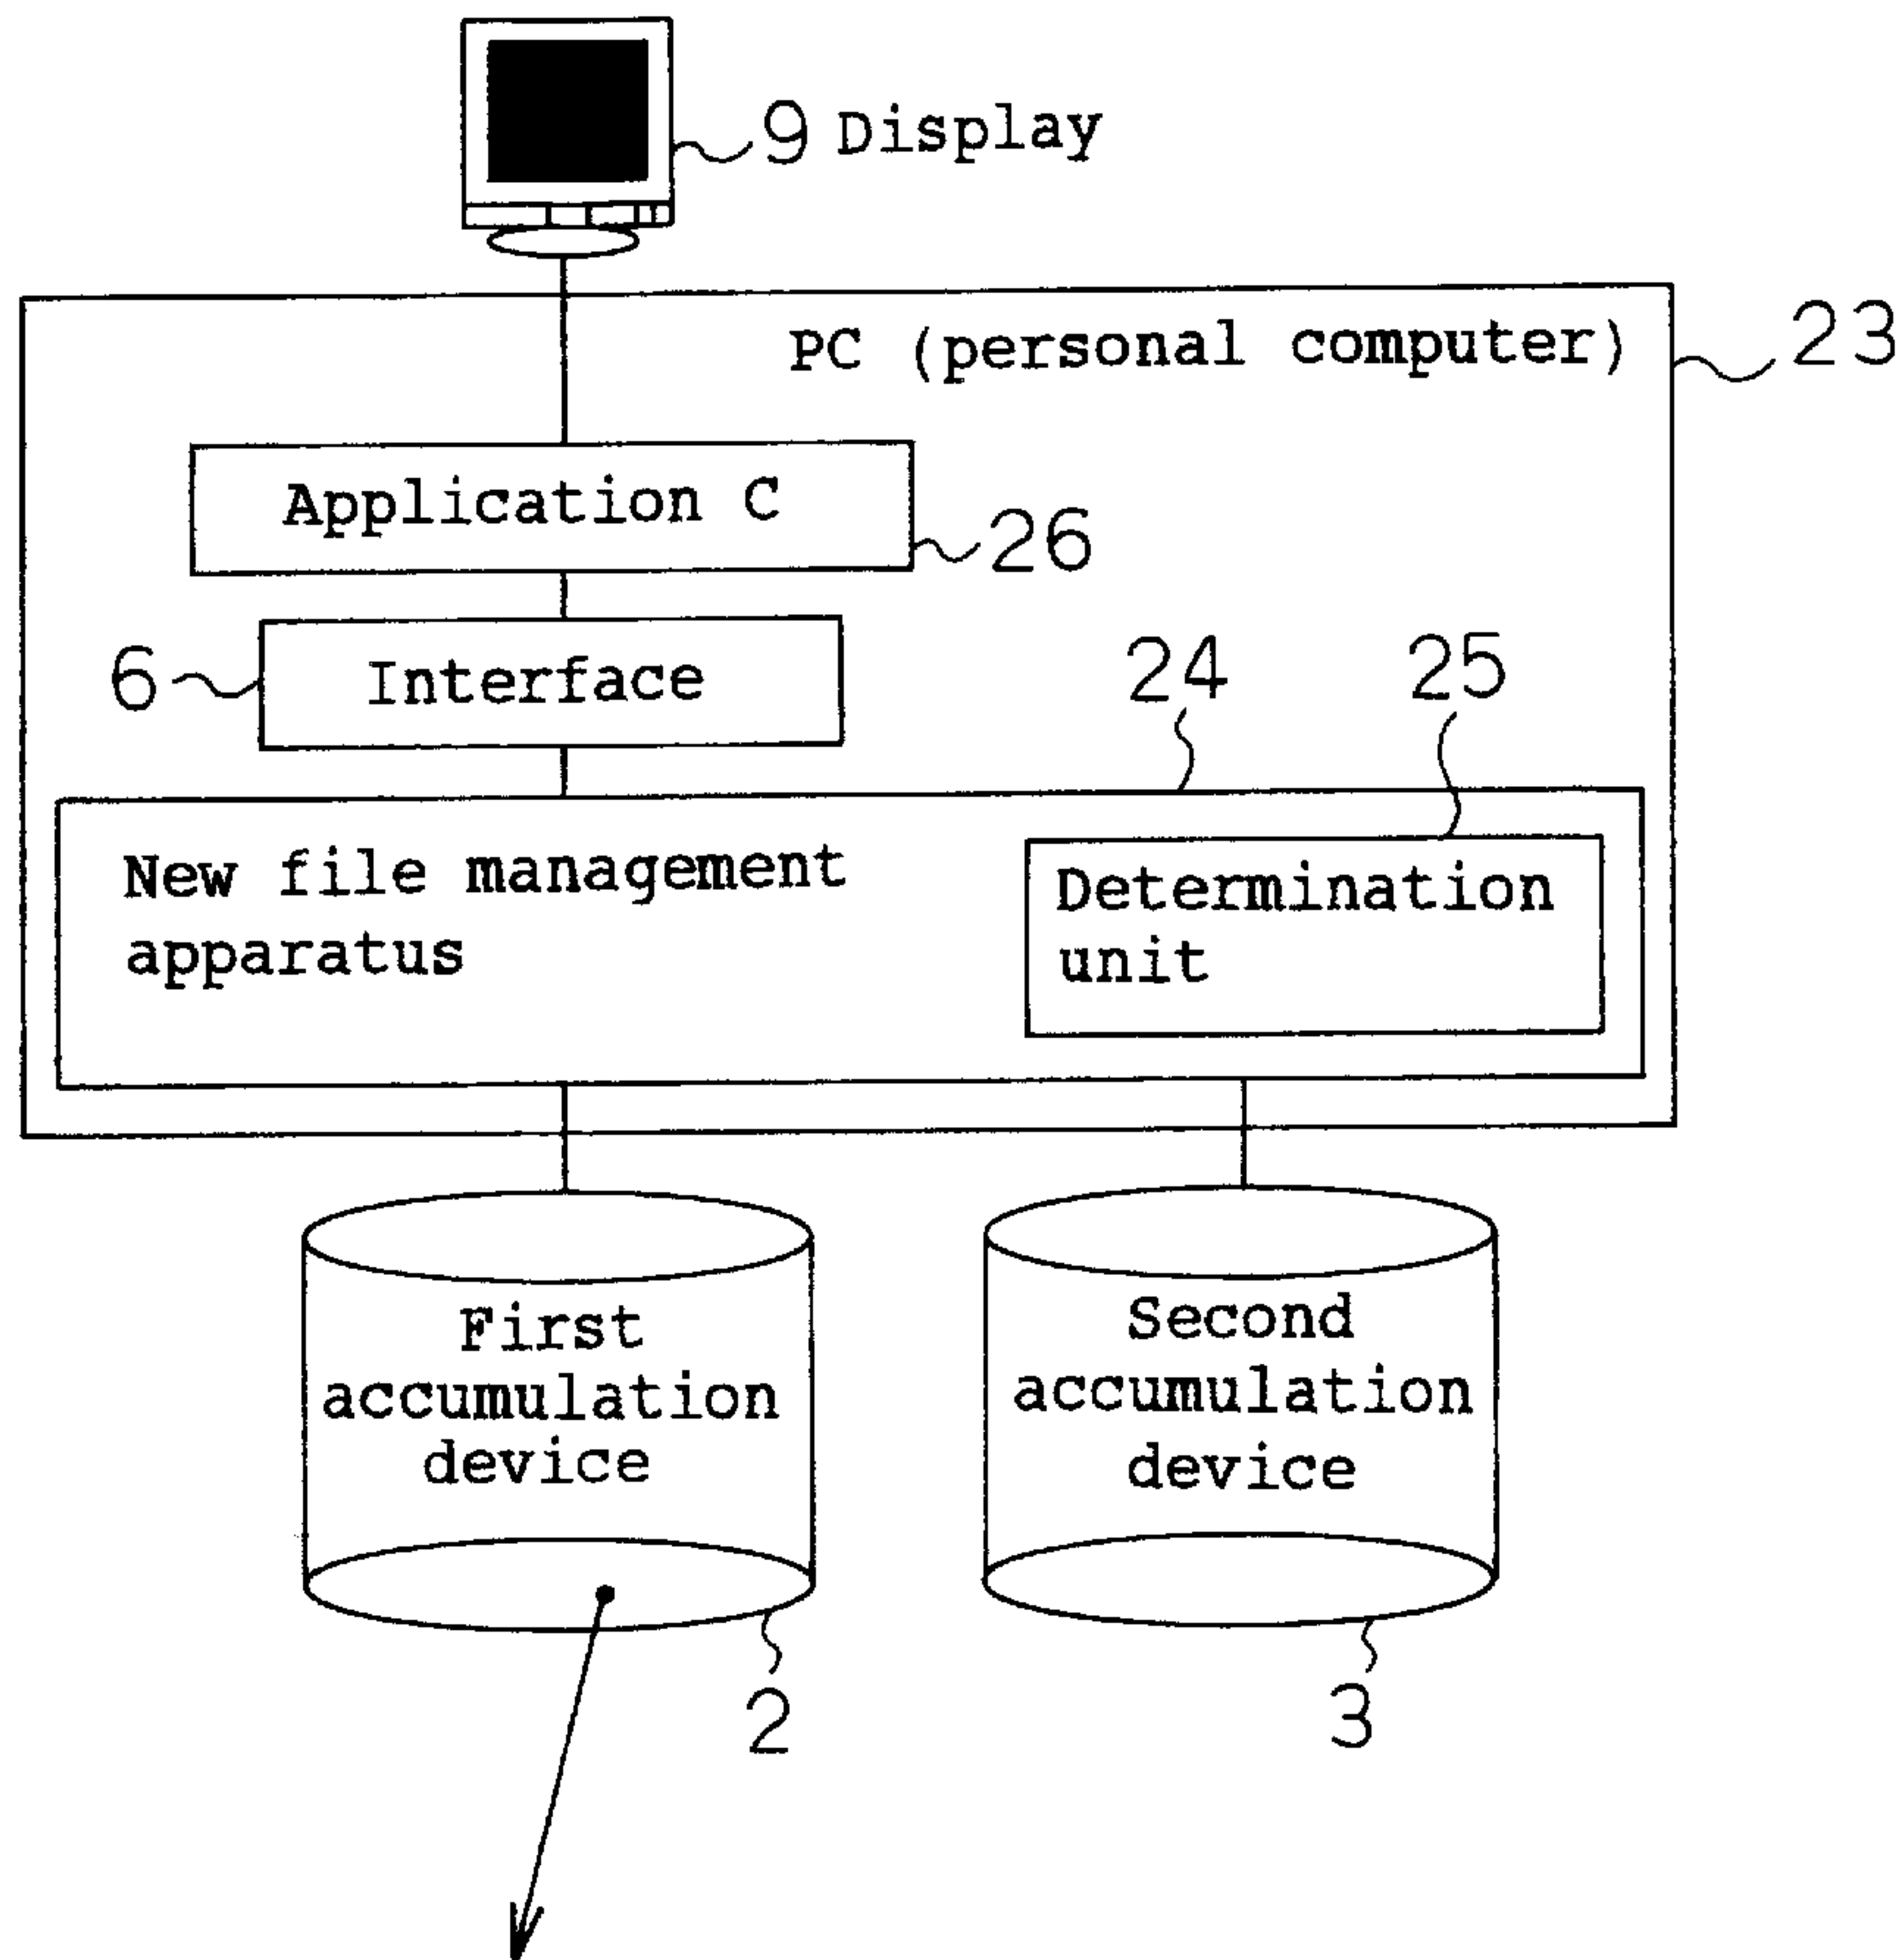 9 Display
PC (personal computer)
23
Application C
26
6
Interface
24
25
New file management
apparatus
Determination
unit
First
accumulation
device
Second
accumulation
device
2
3